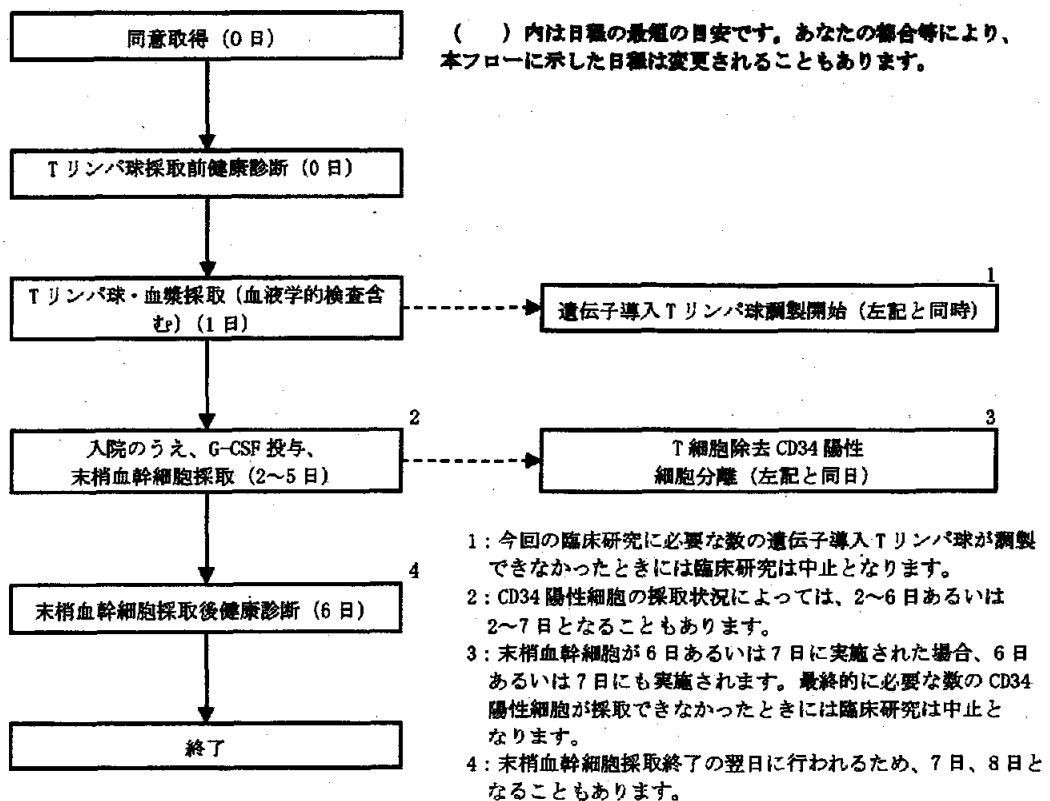 同意取得（0日）
（　　）内は日程の最短の目安です。あなたの都合等により、
本フローに示した日程は変更されることもあります。
Tリンパ球採取前健康診断（0日）
Tリンパ球・血漿採取（血液学的検査含
む）（1日）
1
遺伝子導入Tリンパ球調製開始（左記と同時）
2
入院のうえ、G-CSF投与、
末梢血幹細胞採取（2～5日）
3
T細胞除去CD34陽性
細胞分離（左記と同日）
4
末梢血幹細胞採取後健康診断（6日）
終了
1：今回の臨床研究に必要な数の遺伝子導入Tリンパ球が調製
できなかったときには臨床研究は中止となります。
2：CD34陽性細胞の採取状況によっては、2～6日あるいは
2～7日となることもあります。
3：末梢血幹細胞が6日あるいは7日に実施された場合、6日
あるいは7日にも実施されます。最終的に必要な数のCD34
陽性細胞が採取できなかったときには臨床研究は中止と
なります。
4：末梢血幹細胞採取終了の翌日に行われるため、7日、8日と
なることもあります。